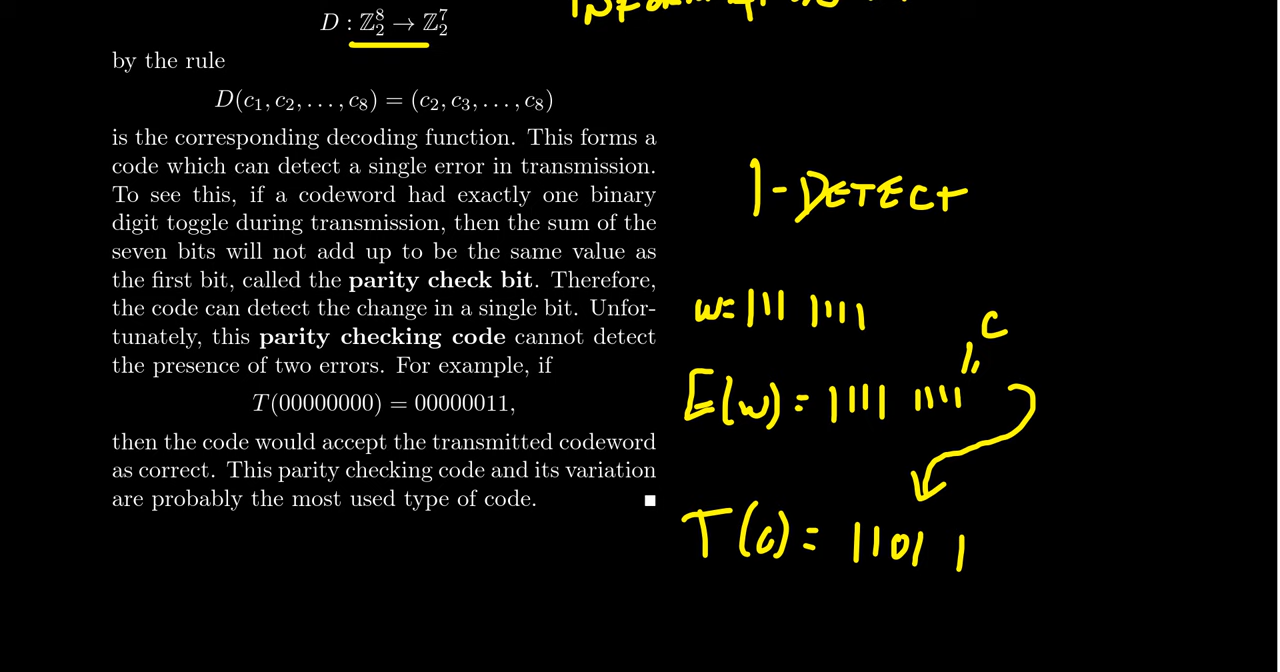 D : ℤ₂⁸ → ℤ₂⁷
by the rule
D(c₁, c₂, . . . , c₈) = (c₂, c₃, . . . , c₈)
is the corresponding decoding function. This forms a
code which can detect a single error in transmission.
To see this, if a codeword had exactly one binary
digit toggle during transmission, then the sum of the
seven bits will not add up to be the same value as
the first bit, called the parity check bit. Therefore,
the code can detect the change in a single bit. Unfor-
tunately, this parity checking code cannot detect
the presence of two errors. For example, if
T(00000000) = 00000011,
then the code would accept the transmitted codeword
as correct. This parity checking code and its variation
are probably the most used type of code.
1-DETECT
w=111 1111
C
E(w) = 1111 1111
T(c) = 1101 1